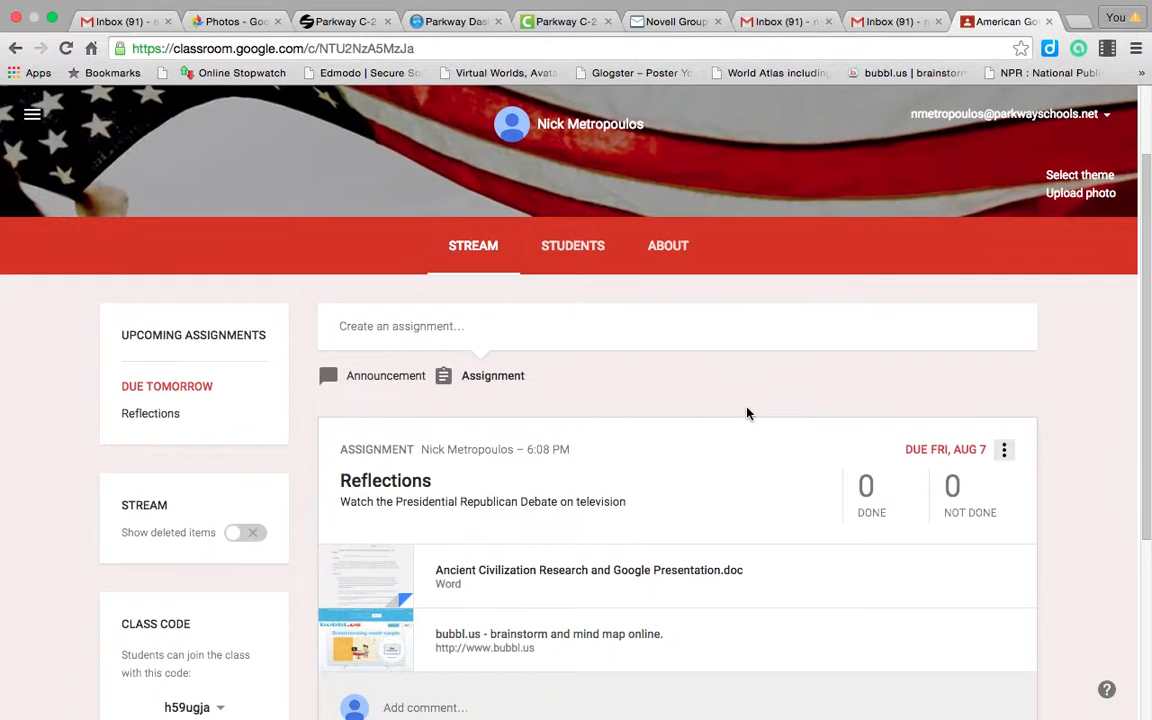 Inbox (91) - n
Photos - Goo
Parkway C-2
Parkway Das
Parkway C-2
Novell Group
Inbox (91) - n
Inbox (91) - n
American Go
You
https://classroom.google.com/c/NTU2NzA5MzJa
Apps
Bookmarks
Online Stopwatch
Edmodo | Secure So
Virtual Worlds, Avata
Glogster – Poster Yo
World Atlas including
bubbl.us | brainstorm
NPR : National Publi
»
Nick Metropoulos
nmetropoulos@parkwayschools.net
Select theme
Upload photo
STREAM
STUDENTS
ABOUT
UPCOMING ASSIGNMENTS
DUE TOMORROW
Reflections
STREAM
Show deleted items
CLASS CODE
Students can join the class
with this code:
h59ugja
Create an assignment...
Announcement
Assignment
ASSIGNMENT Nick Metropoulos – 6:08 PM
DUE FRI, AUG 7
Reflections
Watch the Presidential Republican Debate on television
0
DONE
0
NOT DONE
Ancient Civilization Research and Google Presentation.doc
Word
bubbl.us
bubbl.us - brainstorm and mind map online.
http://www.bubbl.us
Add comment...
?